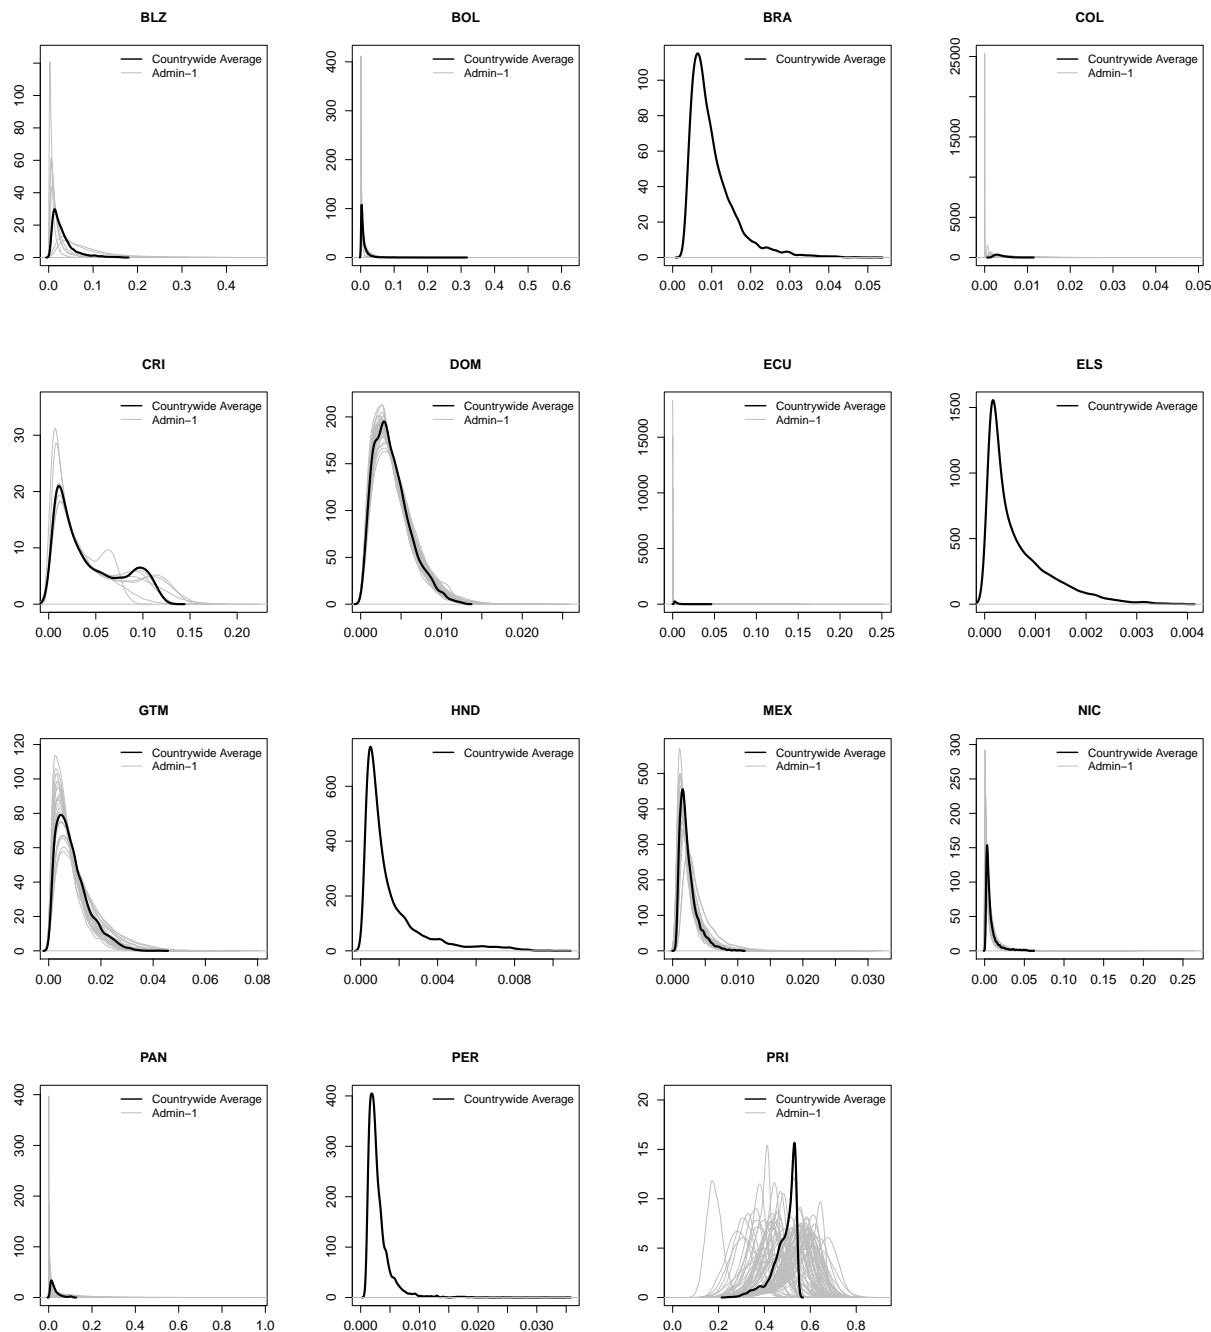 BLZ
Countrywide Average
Admin−1
0 20 40 60 80 100
0.0 0.1 0.2 0.3 0.4
BOL
Countrywide Average
Admin−1
0 100 200 300 400
0.0 0.1 0.2 0.3 0.4 0.5 0.6
BRA
Countrywide Average
0 20 40 60 80 100
0.00 0.01 0.02 0.03 0.04 0.05
COL
Countrywide Average
Admin−1
0 5000 15000 25000
0.00 0.01 0.02 0.03 0.04 0.05
CRI
Countrywide Average
Admin−1
0 10 20 30
0.00 0.05 0.10 0.15 0.20
DOM
Countrywide Average
Admin−1
0 50 100 150 200
0.000 0.010 0.020
ECU
Countrywide Average
Admin−1
0 5000 10000 15000
0.00 0.05 0.10 0.15 0.20 0.25
ELS
Countrywide Average
0 500 1000 1500
0.000 0.001 0.002 0.003 0.004
GTM
Countrywide Average
Admin−1
0 20 40 60 80 100 120
0.00 0.02 0.04 0.06 0.08
HND
Countrywide Average
0 200 400 600
0.000 0.004 0.008
MEX
Countrywide Average
Admin−1
0 100 200 300 400 500
0.000 0.010 0.020 0.030
NIC
Countrywide Average
Admin−1
0 50 100 150 200 250 300
0.00 0.05 0.10 0.15 0.20 0.25
PAN
Countrywide Average
Admin−1
0 100 200 300 400
0.0 0.2 0.4 0.6 0.8 1.0
PER
Countrywide Average
0 100 200 300 400
0.000 0.010 0.020 0.030
PRI
Countrywide Average
Admin−1
0 5 10 15 20
0.0 0.2 0.4 0.6 0.8